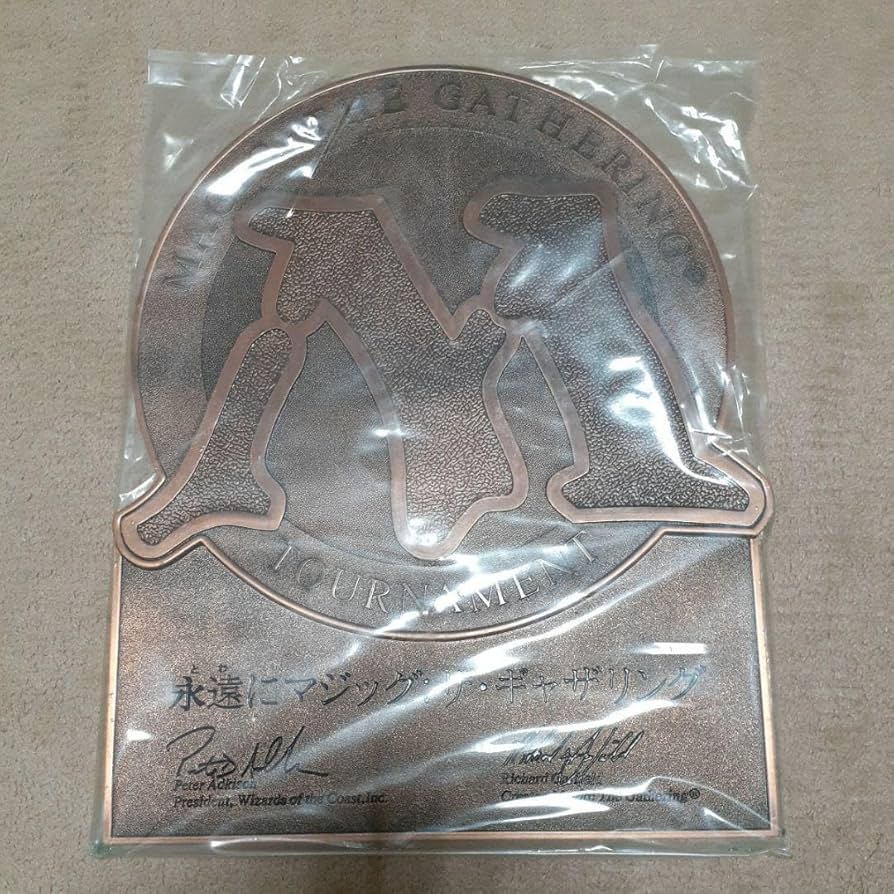 GATHERING®
M
TOURNAMENT
とわ
永遠にマジック:ザ・ギャザリング
Peter Adkison
President, Wizards of the Coast, Inc.
Richard
The Gathering®